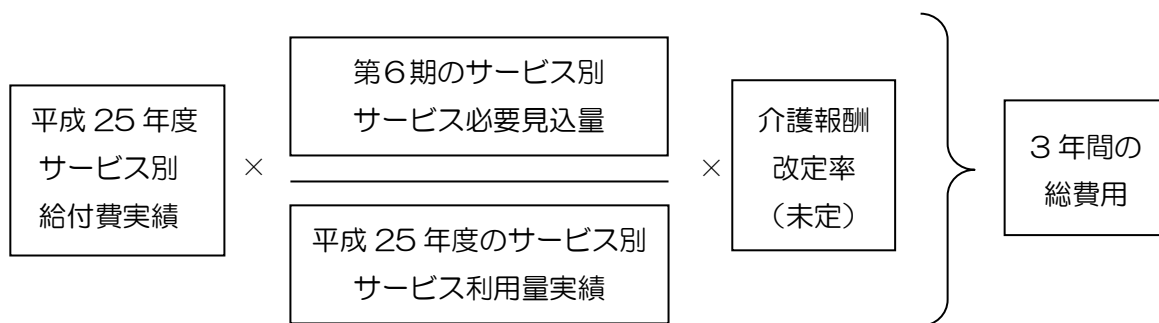 平成 25 年度
サービス別
給付費実績
×
第６期のサービス別
サービス必要見込量
平成 25 年度のサービス別
サービス利用量実績
×
介護報酬
改定率
（未定）
3 年間の
総費用